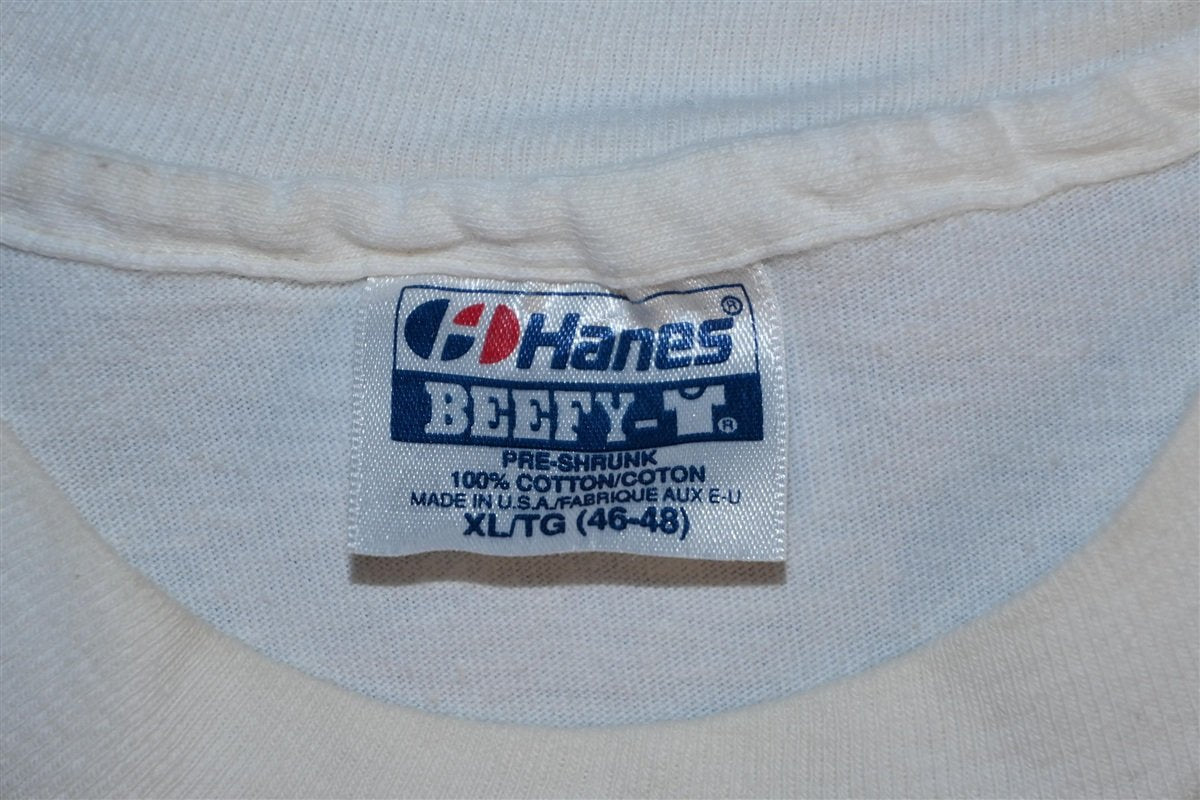 Hanes®
BEEFY-T®
PRE-SHRUNK
100% COTTON/COTON
MADE IN U.S.A./FABRIQUE AUX E-U
XL/TG (46-48)